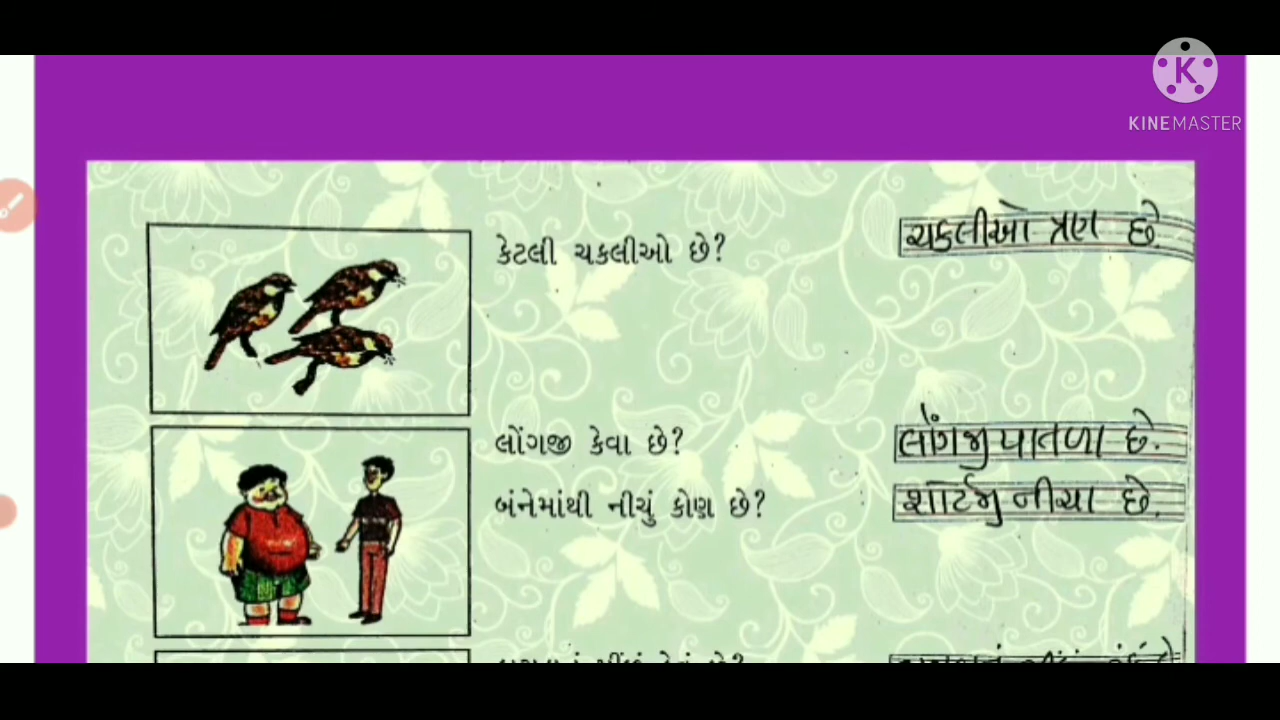 KINEMASTER
કેટલી ચકલીઓ છે?
ચકલીઓ ત્રણ છે.
લોંગજી કેવા છે?
લોંગજી પાતળા છે.
બંનેમાંથી નીચું કોણ છે?
શોર્ટજી નીચા છે.